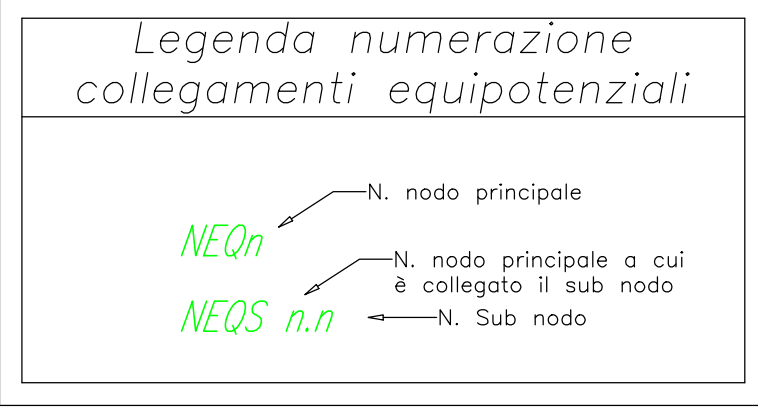 Legenda numerazione
collegamenti equipotenziali
N. nodo principale
NEQn
N. nodo principale a cui
è collegato il sub nodo
NEQS n.n
N. Sub nodo